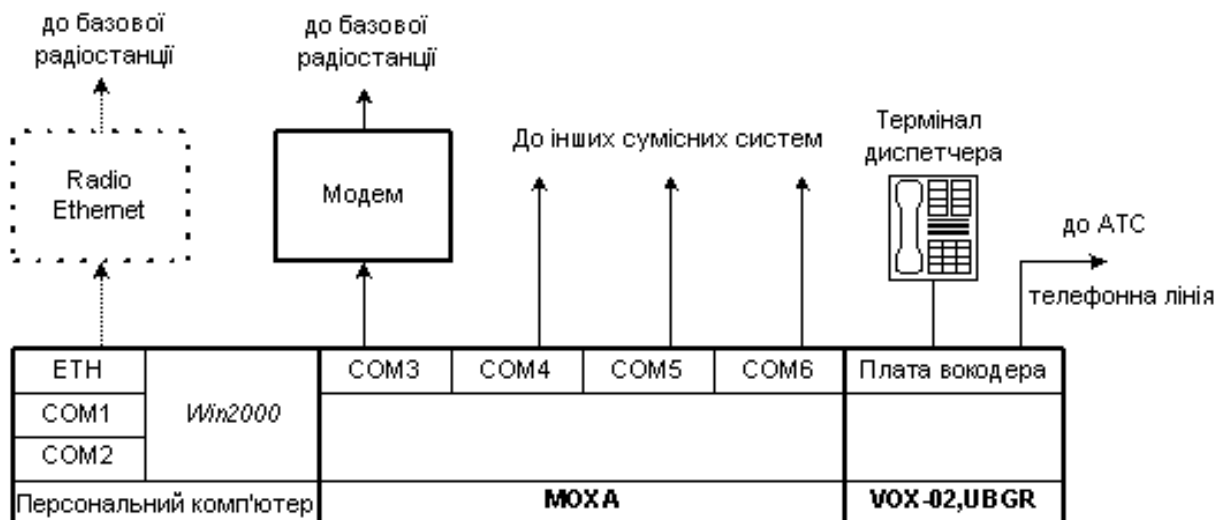 до базової
радіостанції
до базової
радіостанції
Radio
Ethernet
Модем
До інших сумісних систем
Термінал
диспетчера
до АТС
телефонна лінія
ETH
COM1
COM2
Win2000
COM3
COM4
COM5
COM6
Плата вокодера
Персональний комп'ютер
MOXA
VOX-02,UBGR